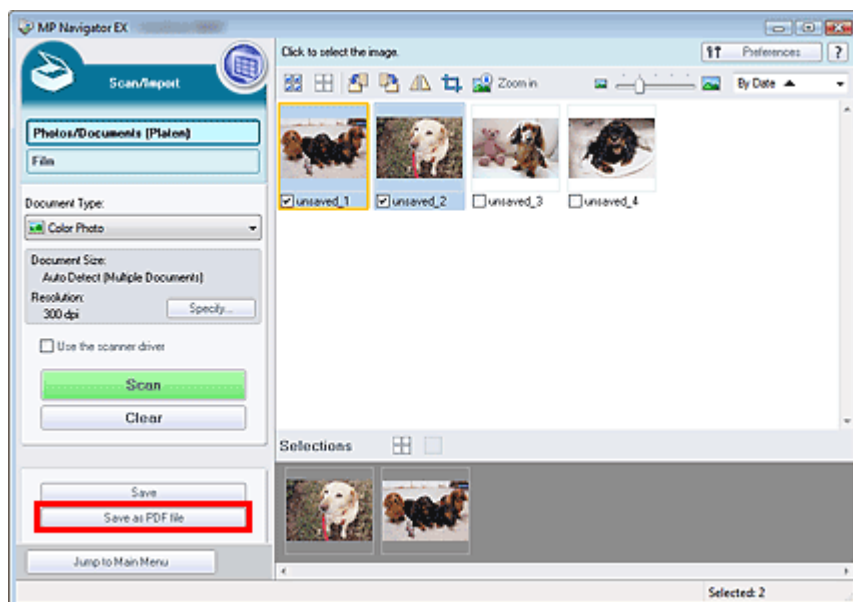 MP Navigator EX
Click to select the image.
Preferences
?
Scan/Import
Zoom in
By Date
Photos/Documents (Platen)
Film
unsaved_1
unsaved_2
unsaved_3
unsaved_4
Document Type:
Color Photo
Document Size:
Auto Detect (Multiple Documents)
Resolution:
300 dpi
Specify...
Use the scanner driver
Scan
Clear
Selections
Save
Save as PDF file
Jump to Main Menu
Selected: 2